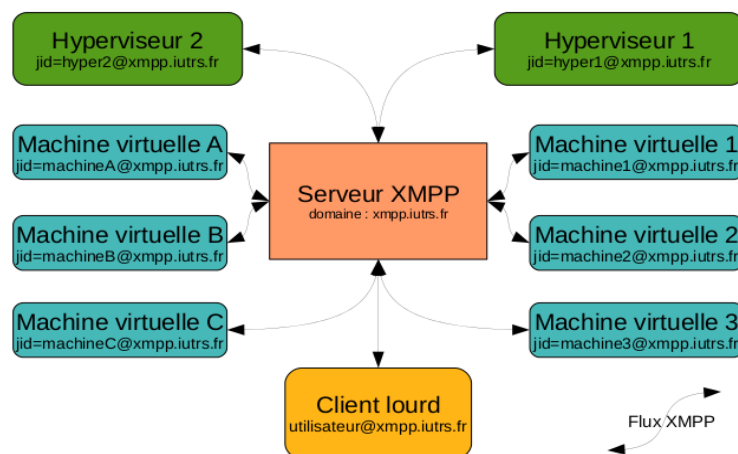 Hyperviseur 2
jid=hyper2@xmpp.iutrs.fr
Hyperviseur 1
jid=hyper1@xmpp.iutrs.fr
Machine virtuelle A
jid=machineA@xmpp.iutrs.fr
Machine virtuelle 1
jid=machine1@xmpp.iutrs.fr
Serveur XMPP
domaine : xmpp.iutrs.fr
Machine virtuelle B
jid=machineB@xmpp.iutrs.fr
Machine virtuelle 2
jid=machine2@xmpp.iutrs.fr
Machine virtuelle C
jid=machineC@xmpp.iutrs.fr
Machine virtuelle 3
jid=machine3@xmpp.iutrs.fr
Client lourd
utilisateur@xmpp.iutrs.fr
Flux XMPP